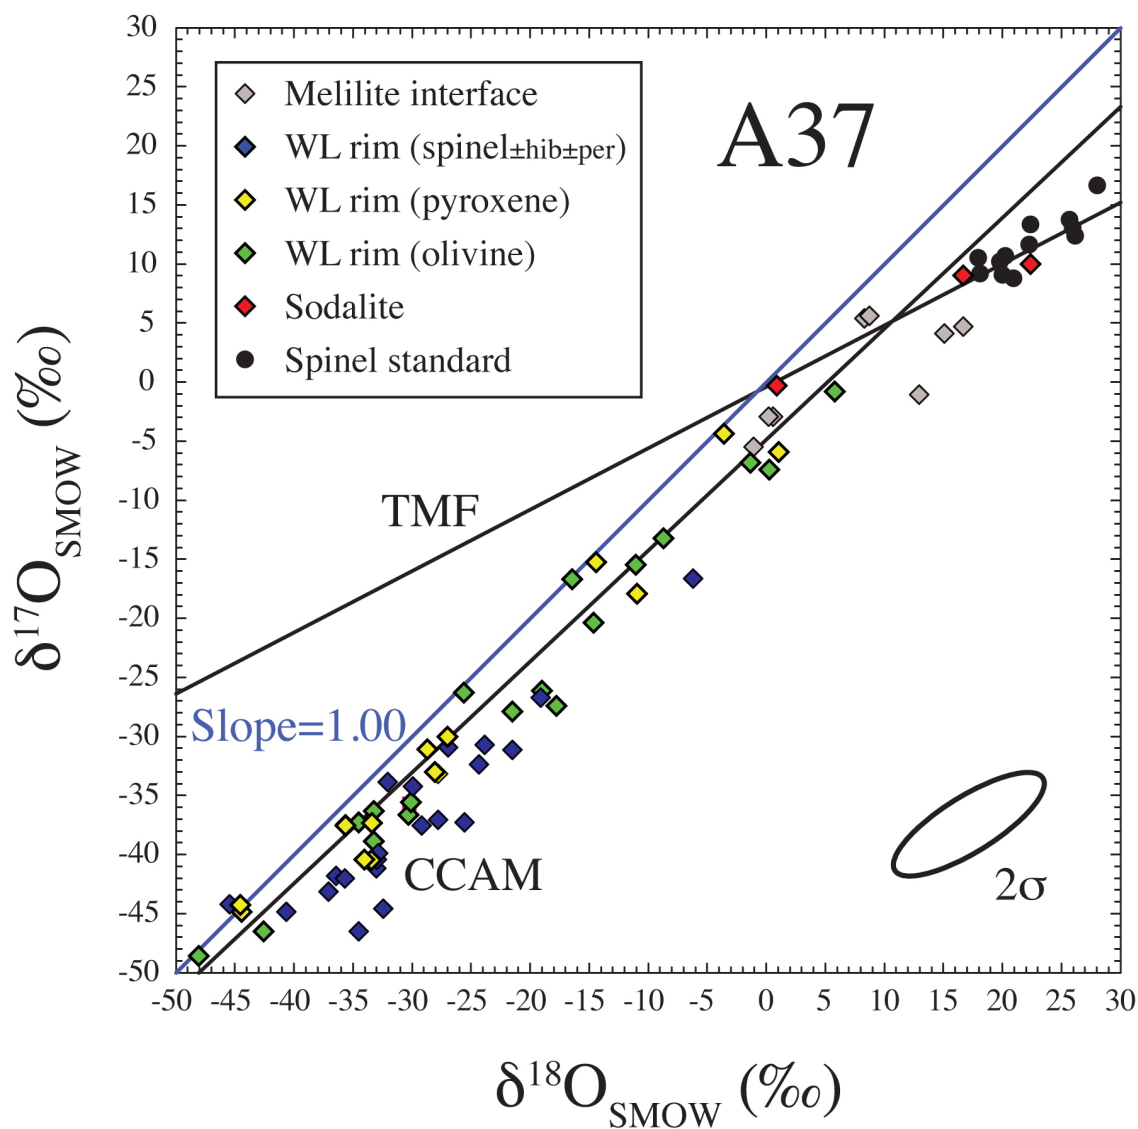 30
25
20
15
10
5
0
-5
-10
-15
-20
-25
-30
-35
-40
-45
-50
δ17OSMOW (‰)
Melilite interface
WL rim (spinel±hib±per)
WL rim (pyroxene)
WL rim (olivine)
Sodalite
Spinel standard
A37
TMF
Slope=1.00
CCAM
2σ
-50 -45 -40 -35 -30 -25 -20 -15 -10 -5 0 5 10 15 20 25 30
δ18OSMOW (‰)